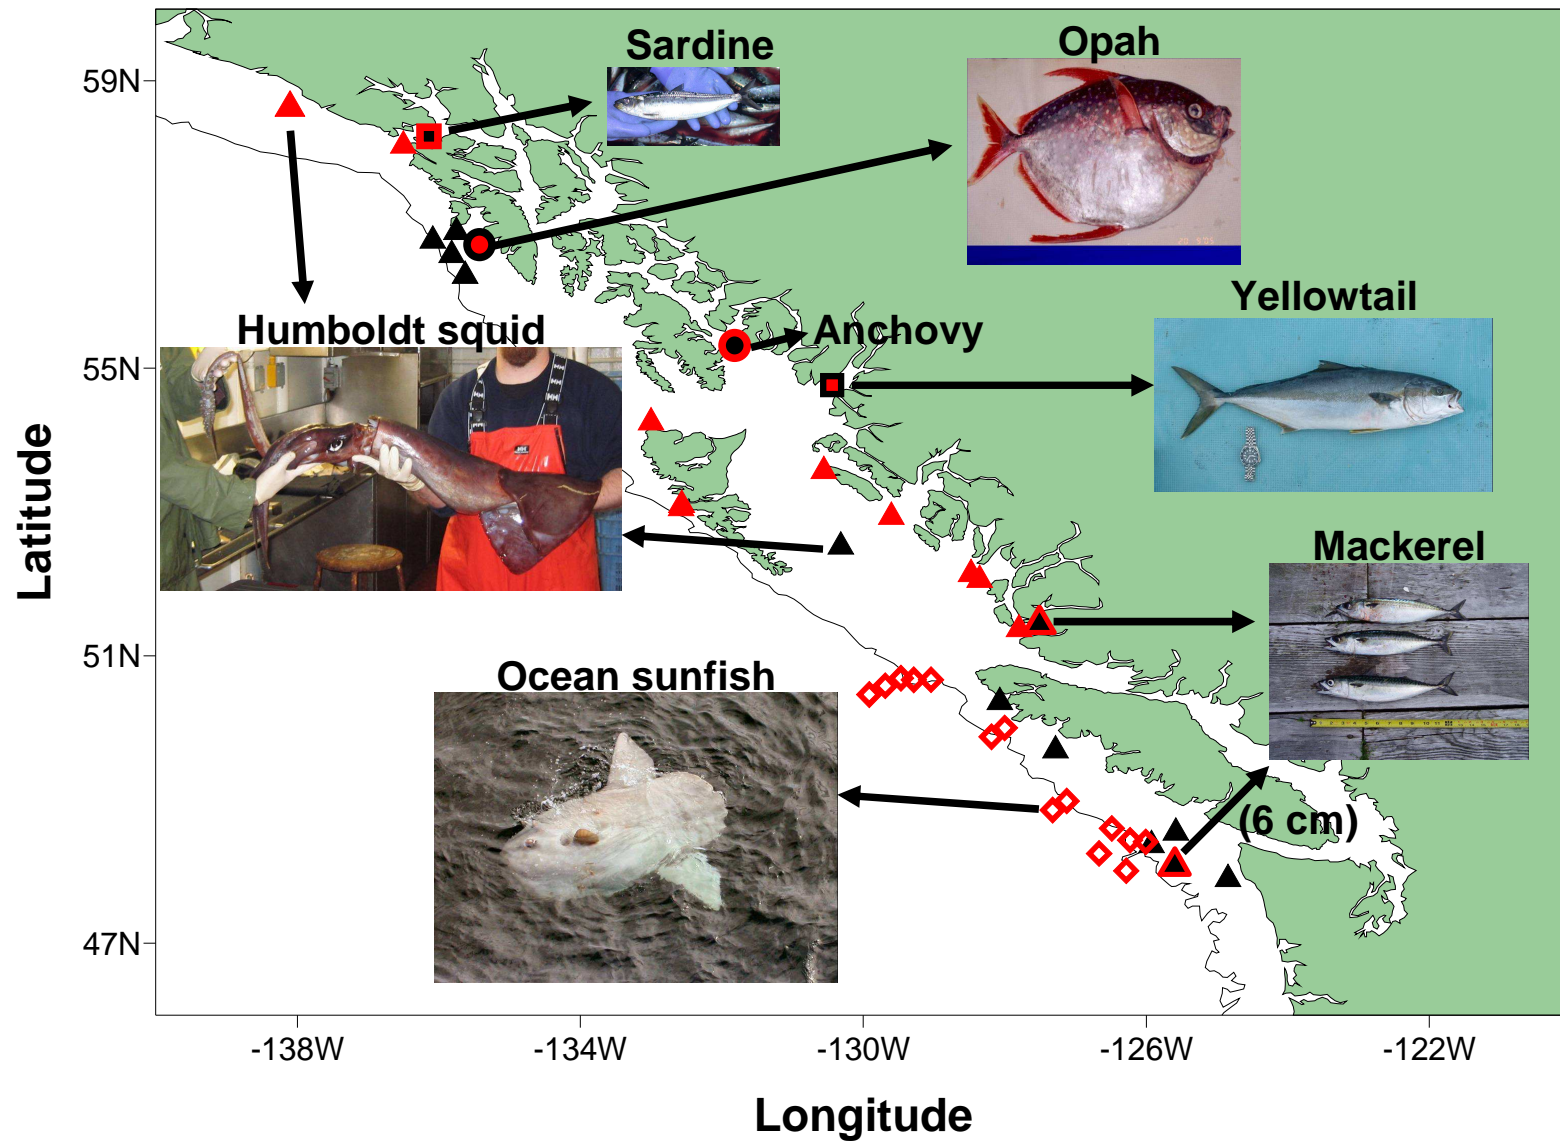 Sardine
Opah
59N
Yellowtail
Humboldt squid
Anchovy
55N
Latitude
Mackerel
51N
Ocean sunfish
(6 cm)
47N
-138W
-134W
-130W
-126W
-122W
Longitude